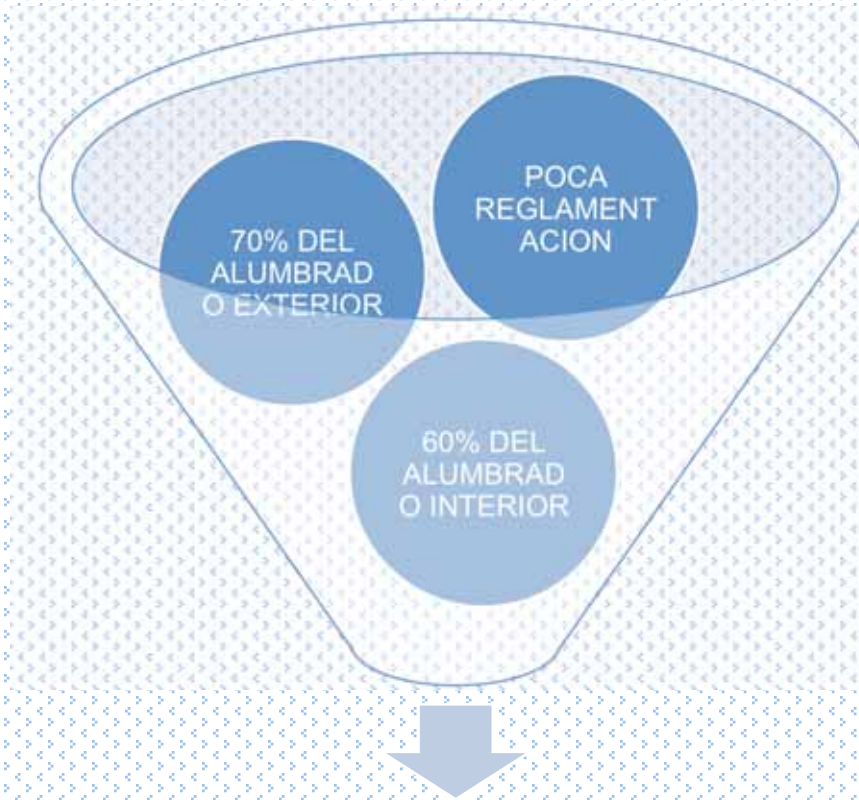 POCA
REGLAMENT
ACION
70% DEL
ALUMBRAD
O EXTERIOR
60% DEL
ALUMBRAD
O INTERIOR